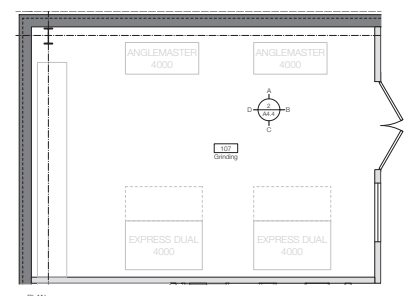 ANGLEMASTER
4000
ANGLEMASTER
4000
A
D
2
B
A4.4
C
107
Grinding
EXPRESS DUAL
4000
EXPRESS DUAL
4000